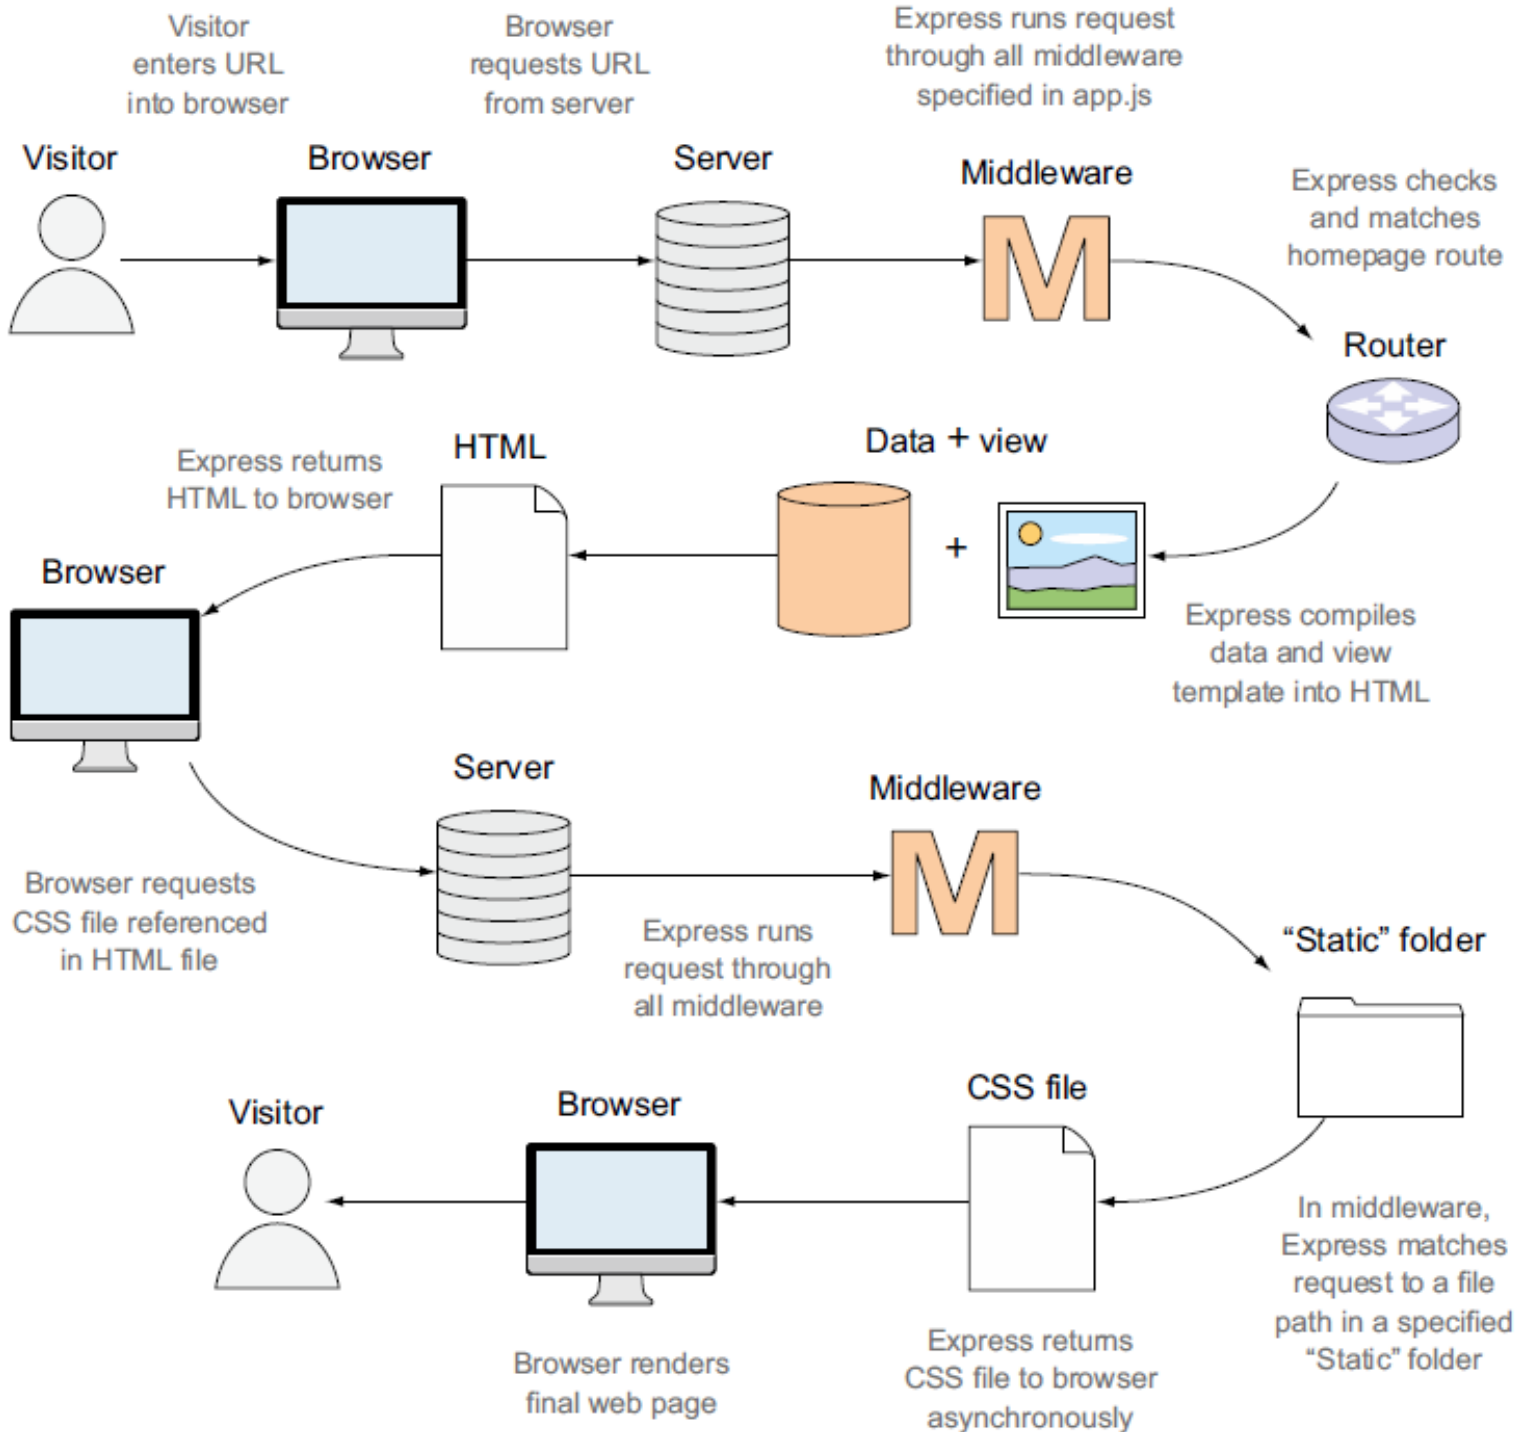 Visitor
enters URL
into browser
Browser
requests URL
from server
Express runs request
through all middleware
specified in app.js
Visitor
Browser
Server
Middleware
M
Express checks
and matches
homepage route
Router
Data + view
+
Express compiles
data and view
template into HTML
HTML
Express returns
HTML to browser
Browser
Browser requests
CSS file referenced
in HTML file
Server
Express runs
request through
all middleware
Middleware
M
“Static” folder
In middleware,
Express matches
request to a file
path in a specified
“Static” folder
CSS file
Express returns
CSS file to browser
asynchronously
Browser
Browser renders
final web page
Visitor